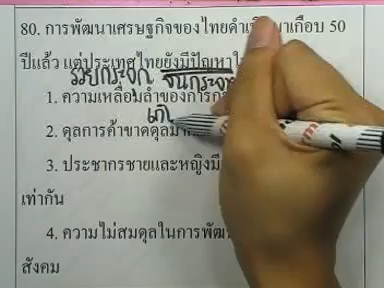 80. การพัฒนาเศรษฐกิจของไทยดำเนินมาเกือบ 50
ปีแล้ว แต่ประเทศไทยยังมีปัญหา
รวยกระจุก จนกระจาย
1. ความเหลื่อมล้ำของการ
เกิ
2. ดุลการค้าขาดดุล
3. ประชากรชายและหญิงมี
เท่ากัน
4. ความไม่สมดุลในการพัฒ
สังคม